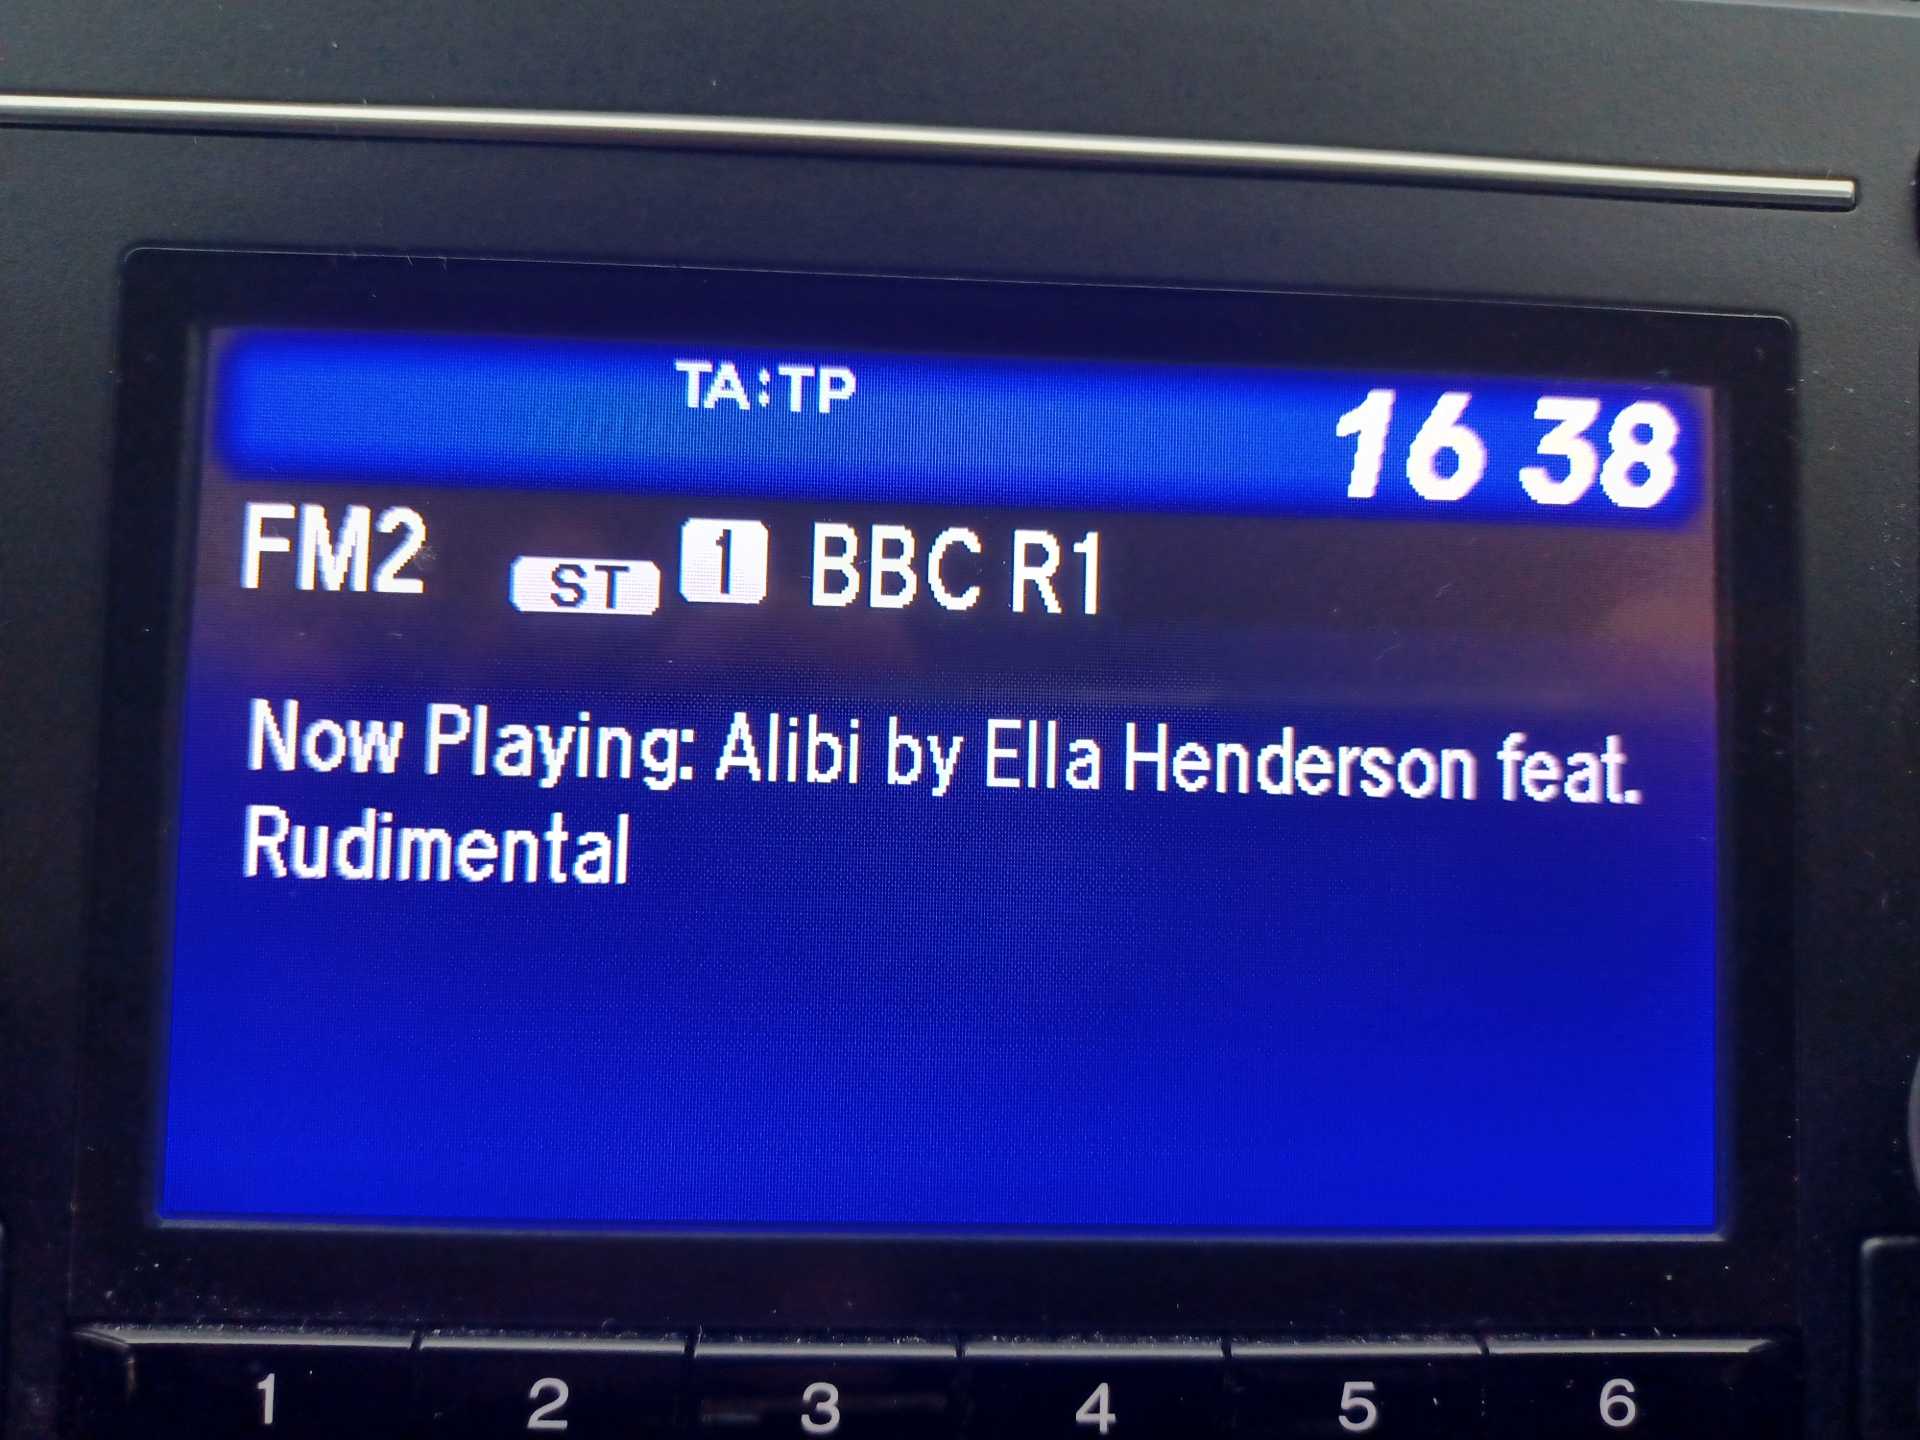 TA:TP
16 38
FM2 ST 1 BBC R1
Now Playing: Alibi by Ella Henderson feat.
Rudimental
1 2 3 4 5 6